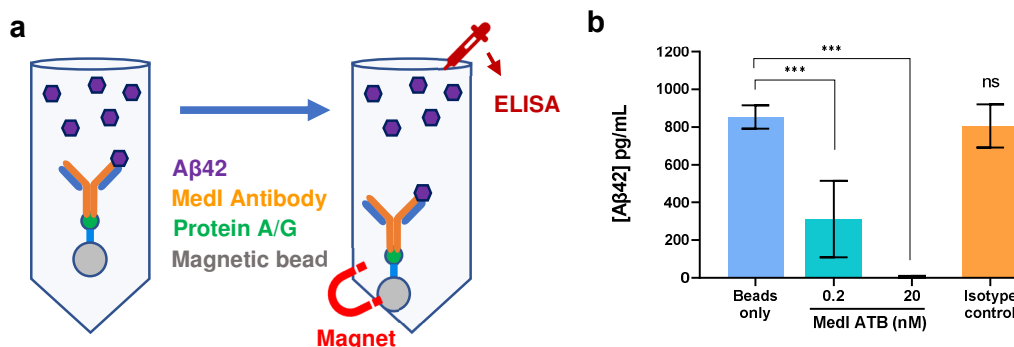 a
ELISA
Aβ42
MedI Antibody
Protein A/G
Magnetic bead
Magnet
b
[Aβ42] pg/mL
1200
1000
800
600
400
200
0
***
***
ns
Beads only
0.2
20
MedI ATB (nM)
Isotype control